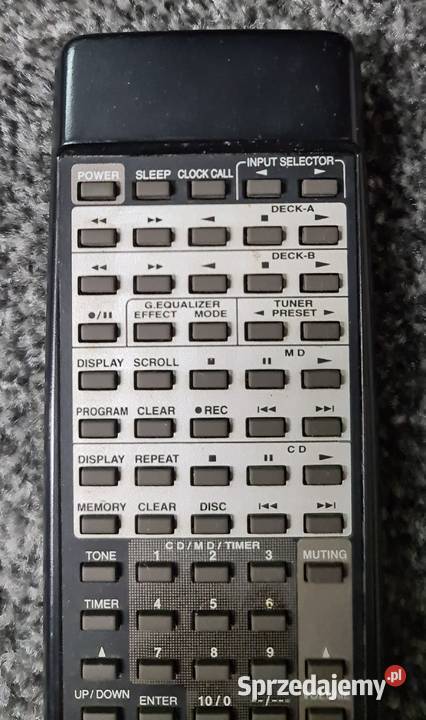 INPUT SELECTOR
POWER SLEEP CLOCK CALL ◄ ►
DECK-A
◄◄ ►► ◄ ■ ►
DECK-B
◄◄ ►► ◄ ■ ►
G.EQUALIZER TUNER
●/▮▮ EFFECT MODE ◄ PRESET ►
MD
DISPLAY SCROLL ■ ▮▮ ►
PROGRAM CLEAR ●REC I◄◄ ►►I
CD
DISPLAY REPEAT ■ ▮▮ ►
MEMORY CLEAR DISC I◄◄ ►►I
CD/MD/TIMER
TONE 1 2 3 MUTING
TIMER 4 5 6
▲ 7 8 9 ▲
UP/DOWN ENTER 10/0 --/--- VOLUME
Sprzedajemy.pl